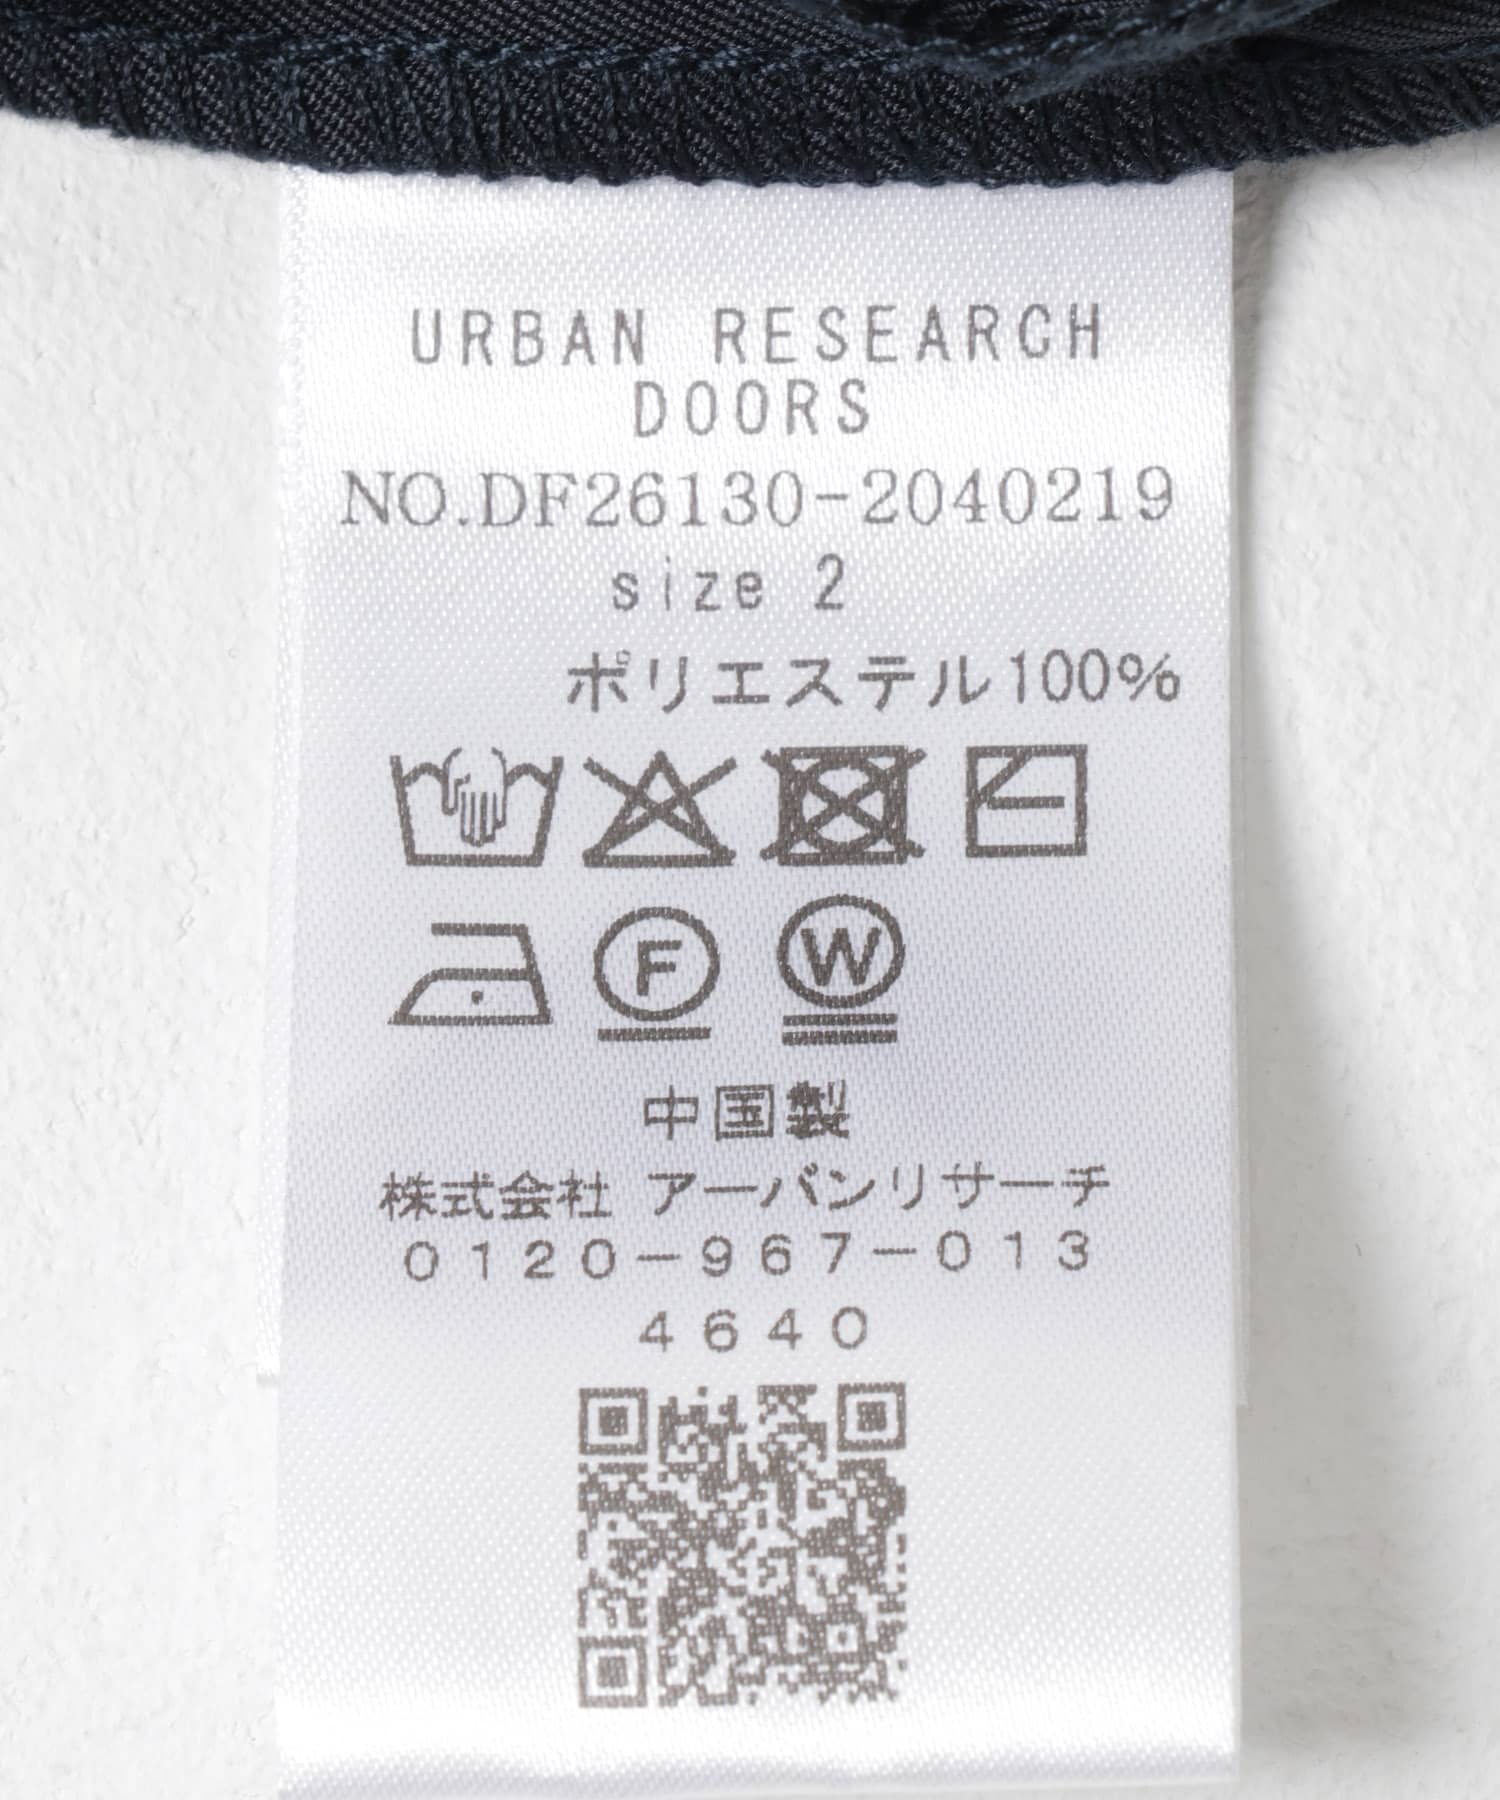 URBAN RESEARCH
DOORS
NO.DF26130-2040219
size 2
ポリエステル100%
F W
中国製
株式会社 アーバンリサーチ
0120-967-013
4640